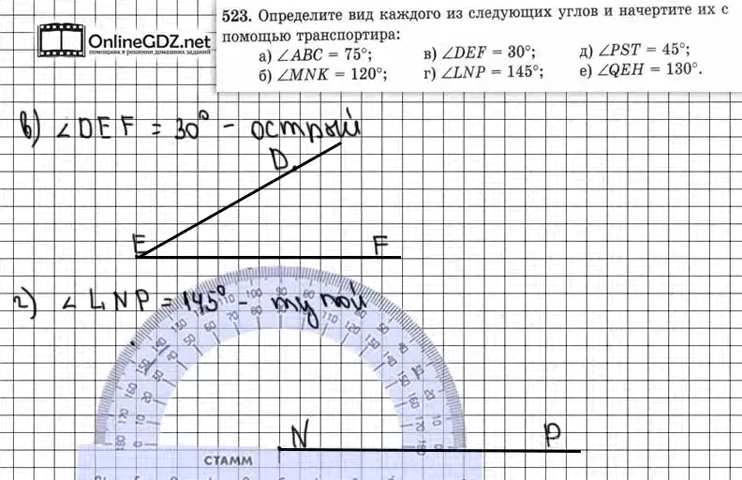 523. Определите вид каждого из следующих углов и начертите их с
помощью транспортира:
а) ∠ABC = 75°; в) ∠DEF = 30°; д) ∠PST = 45°;
б) ∠MNK = 120°; г) ∠LNP = 145°; е) ∠QEH = 130°.
OnlineGDZ.net
помощник в решении домашних заданий
в) ∠DEF = 30° - острый
D
E F
г) ∠LNP = 145° - тупой
N P
СТАММ